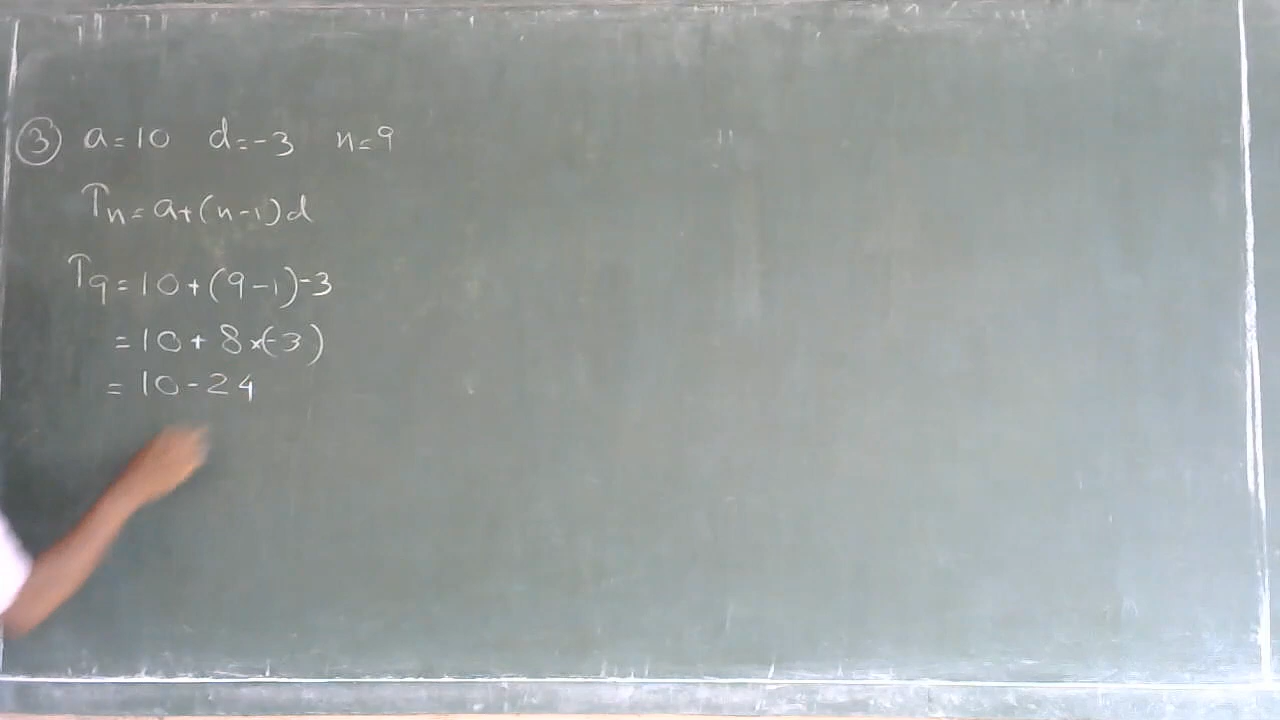 ③ a=10 d=-3 n=9
Tn=a+(n-1)d
T9=10+(9-1)-3
=10+8×(-3)
=10-24